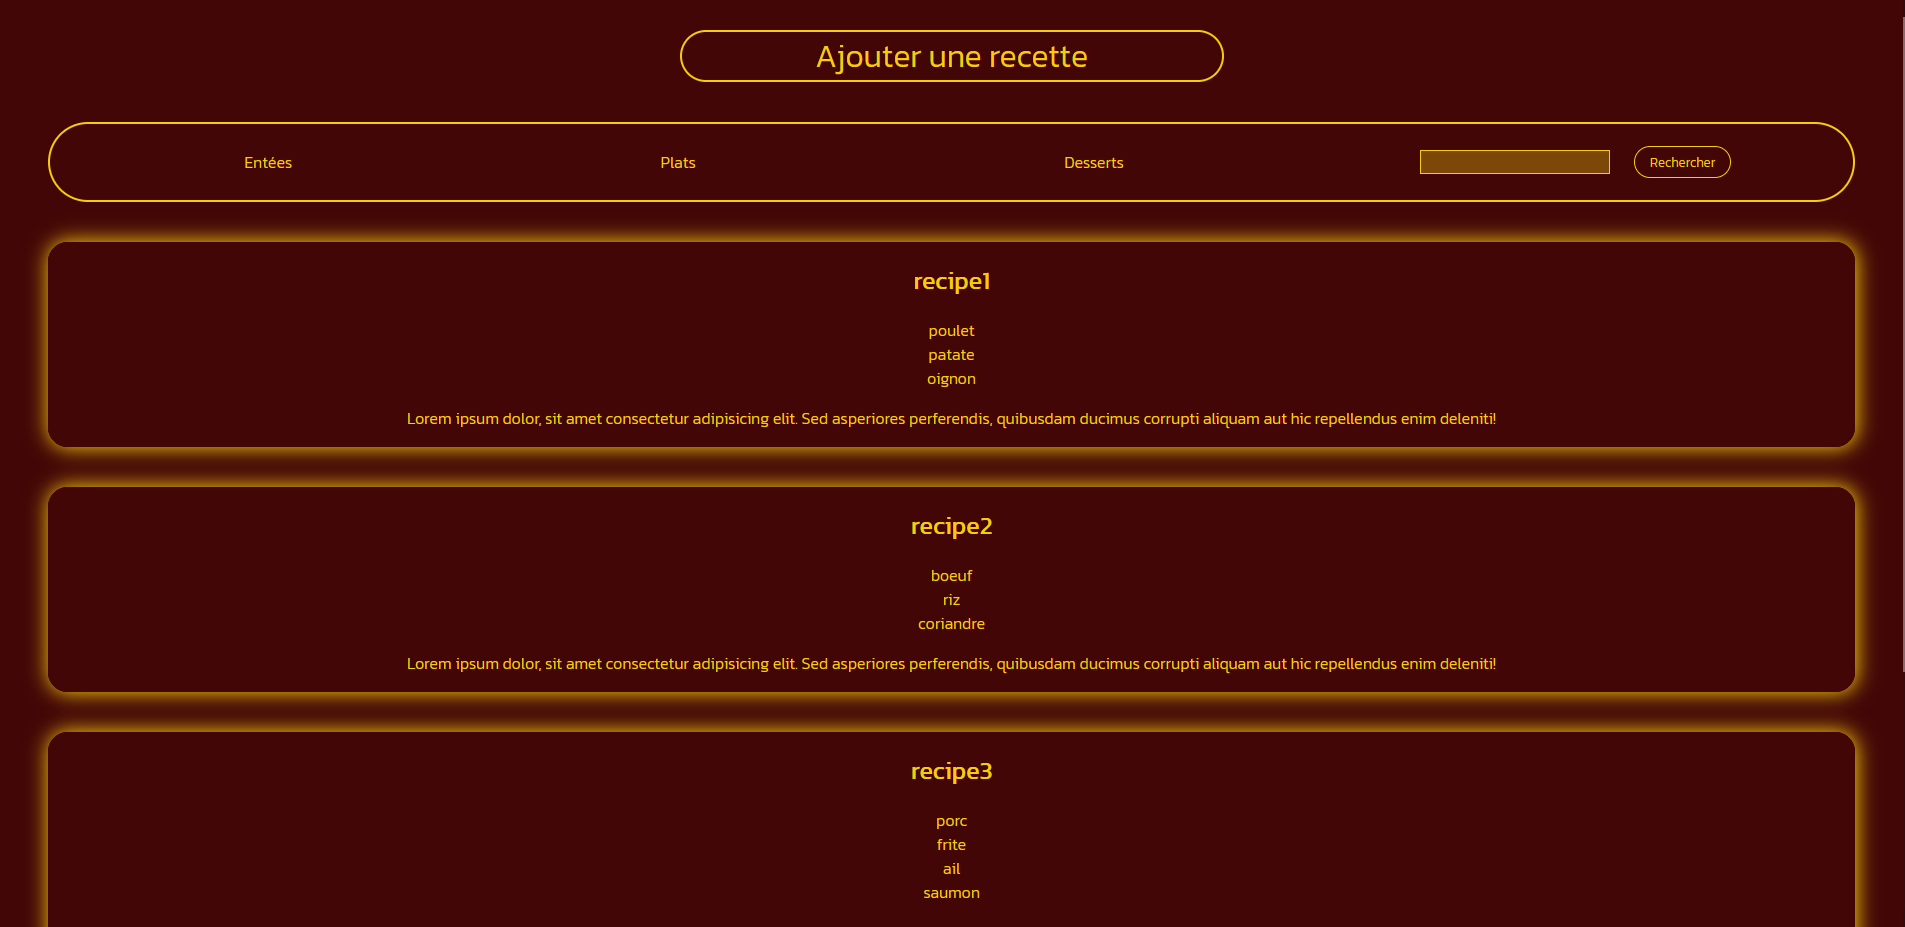 Ajouter une recette
Entées
Plats
Desserts
Rechercher
recipe1
poulet
patate
oignon
Lorem ipsum dolor, sit amet consectetur adipisicing elit. Sed asperiores perferendis, quibusdam ducimus corrupti aliquam aut hic repellendus enim deleniti!
recipe2
boeuf
riz
coriandre
Lorem ipsum dolor, sit amet consectetur adipisicing elit. Sed asperiores perferendis, quibusdam ducimus corrupti aliquam aut hic repellendus enim deleniti!
recipe3
porc
frite
ail
saumon